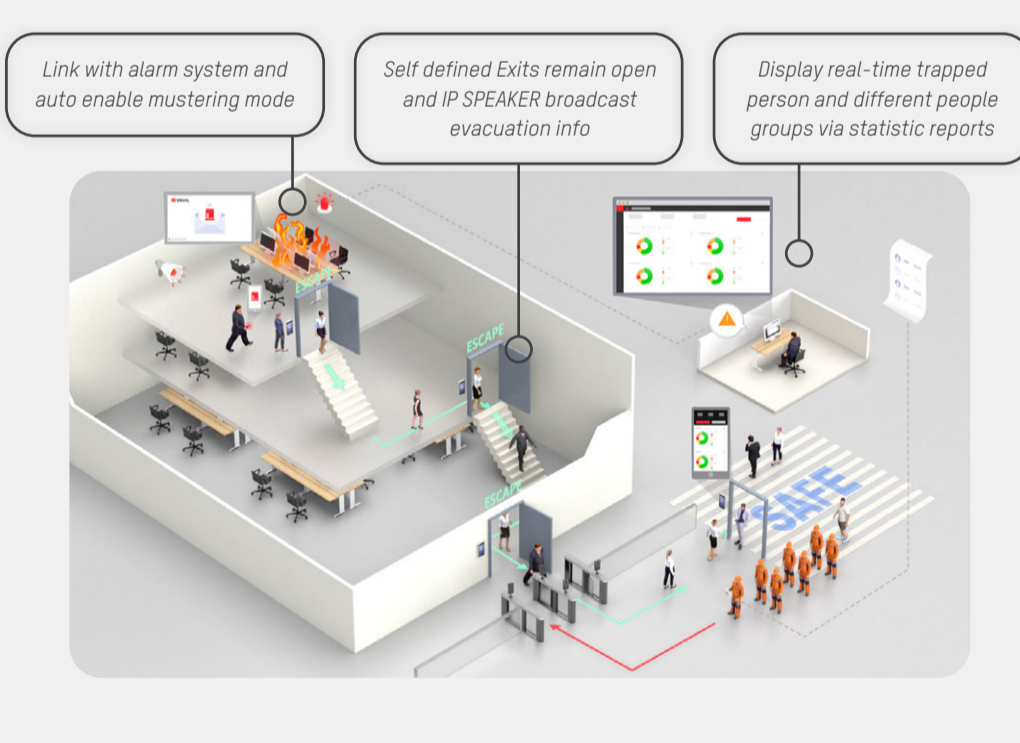 Link with alarm system and
auto enable mustering mode
Self defined Exits remain open
and IP SPEAKER broadcast
evacuation info
Display real-time trapped
person and different people
groups via statistic reports
ESCAPE
ESCAPE
ESCAPE
SAFE